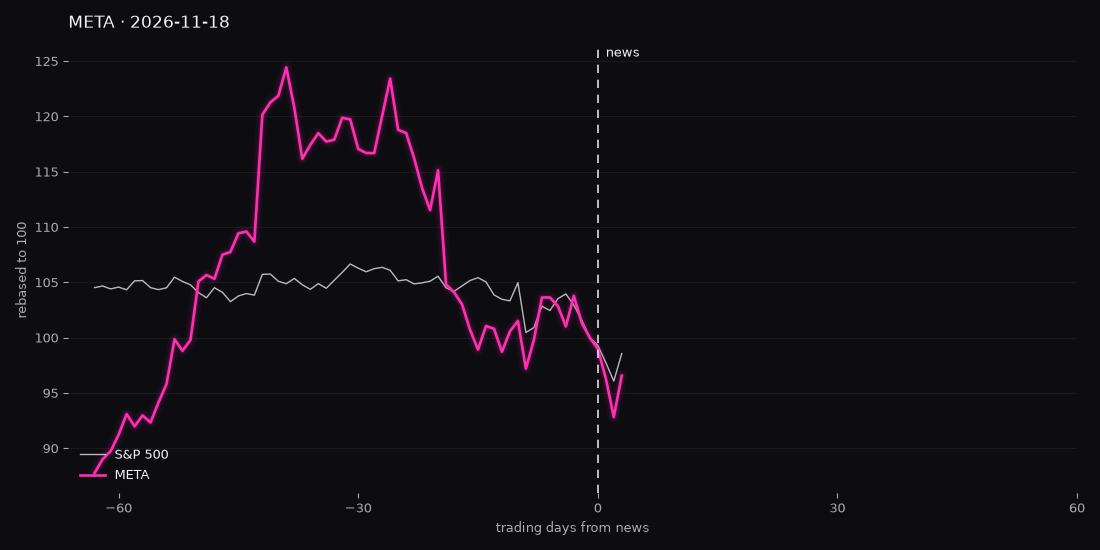 META · 2026-11-18
news
125
120
115
110
105
100
95
90
rebased to 100
S&P 500
META
−60
−30
0
30
60
trading days from news